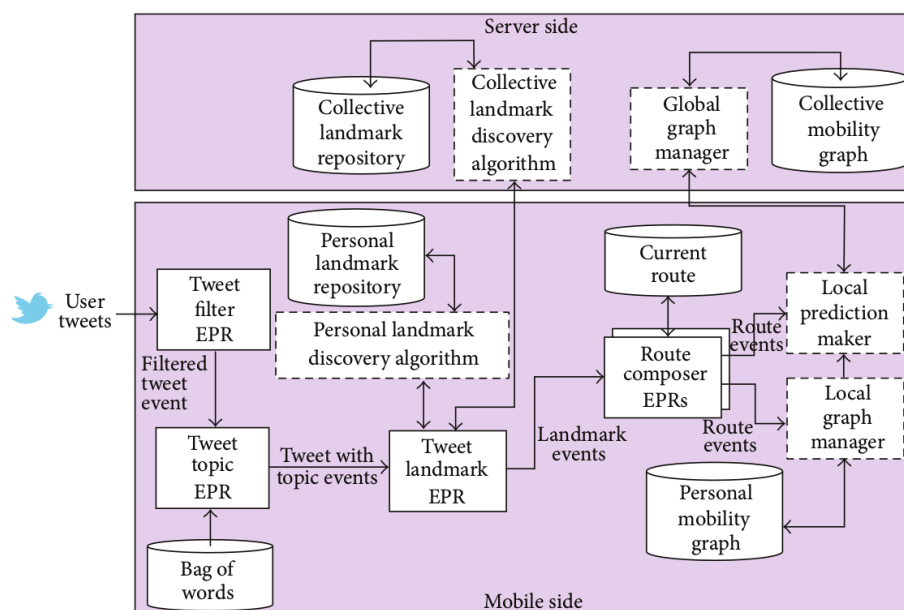 Server side
Collective
landmark
repository
Collective
landmark
discovery
algorithm
Global
graph
manager
Collective
mobility
graph
Personal
landmark
repository
Current
route
User
tweets
Tweet
filter
EPR
Personal landmark
discovery algorithm
Route
composer
EPRs
Route
events
Local
prediction
maker
Filtered
tweet
event
Tweet
topic
EPR
Tweet with
topic events
Tweet
landmark
EPR
Landmark
events
Route
events
Local
graph
manager
Personal
mobility
graph
Bag of
words
Mobile side